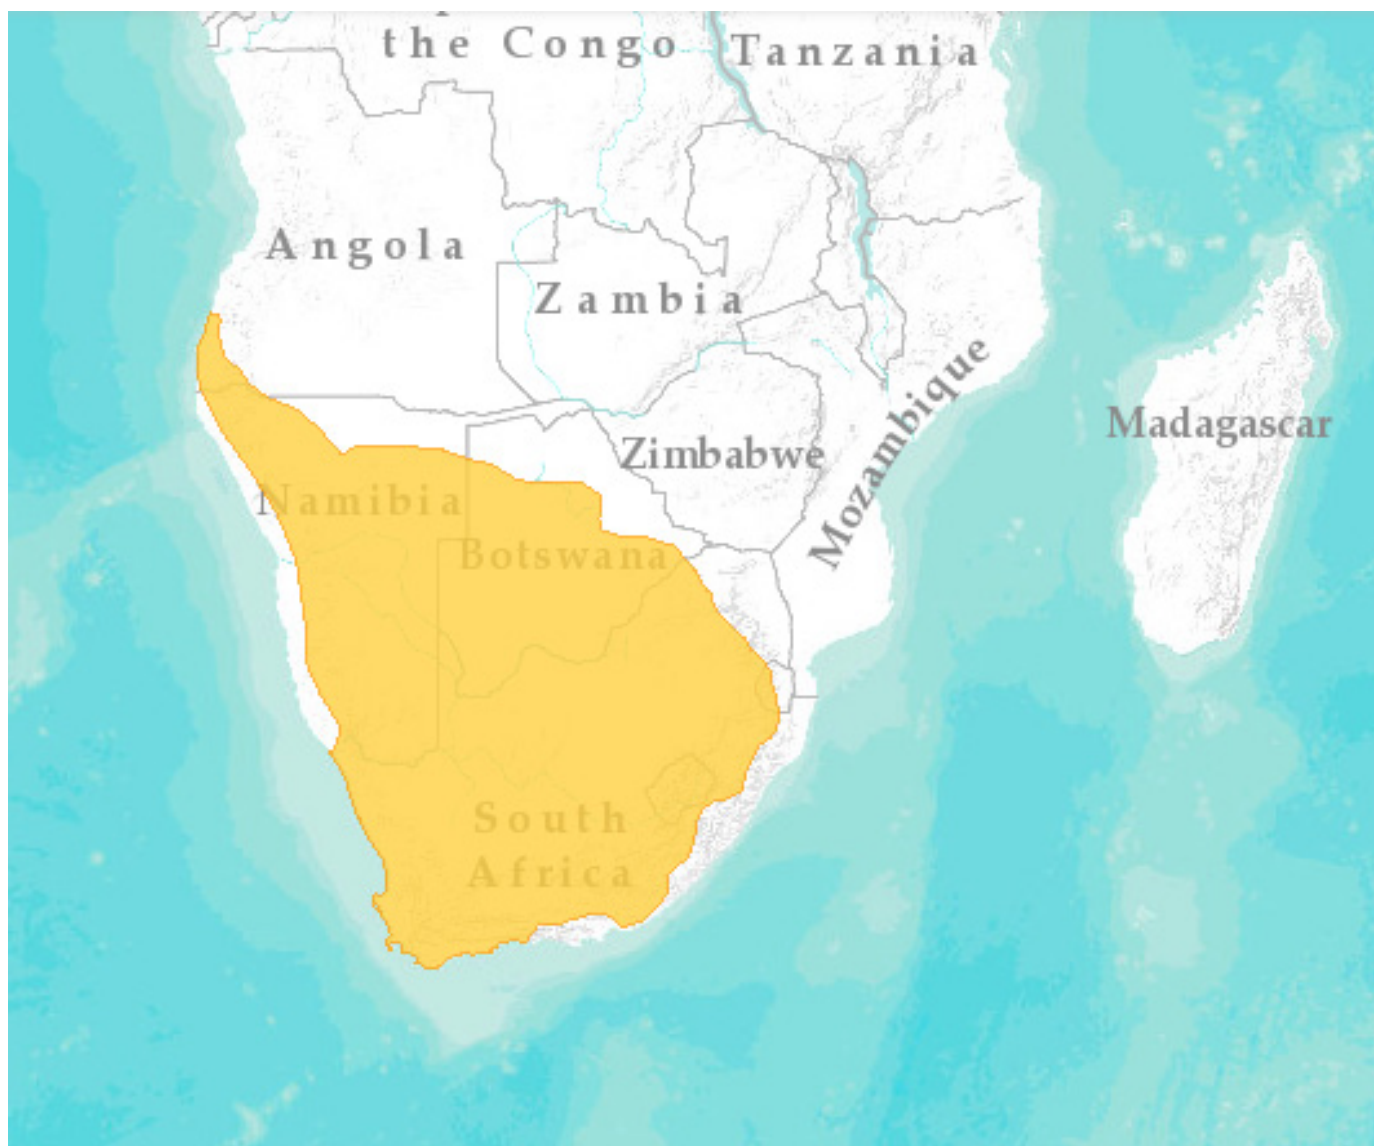 the Congo
Tanzania
Angola
Zambia
Mozambique
Madagascar
Zimbabwe
Namibia
Botswana
South
Africa